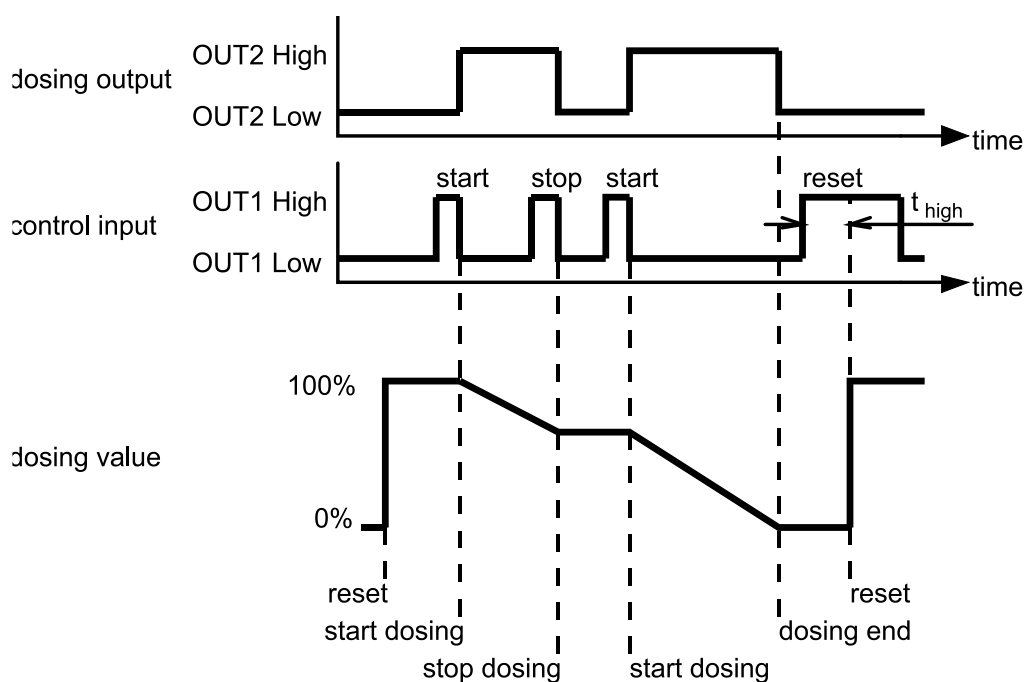 OUT2 High
dosing output
OUT2 Low
time
start stop start reset
OUT1 High
t high
control input
OUT1 Low
time
100%
dosing value
0%
reset reset
start dosing dosing end
stop dosing start dosing